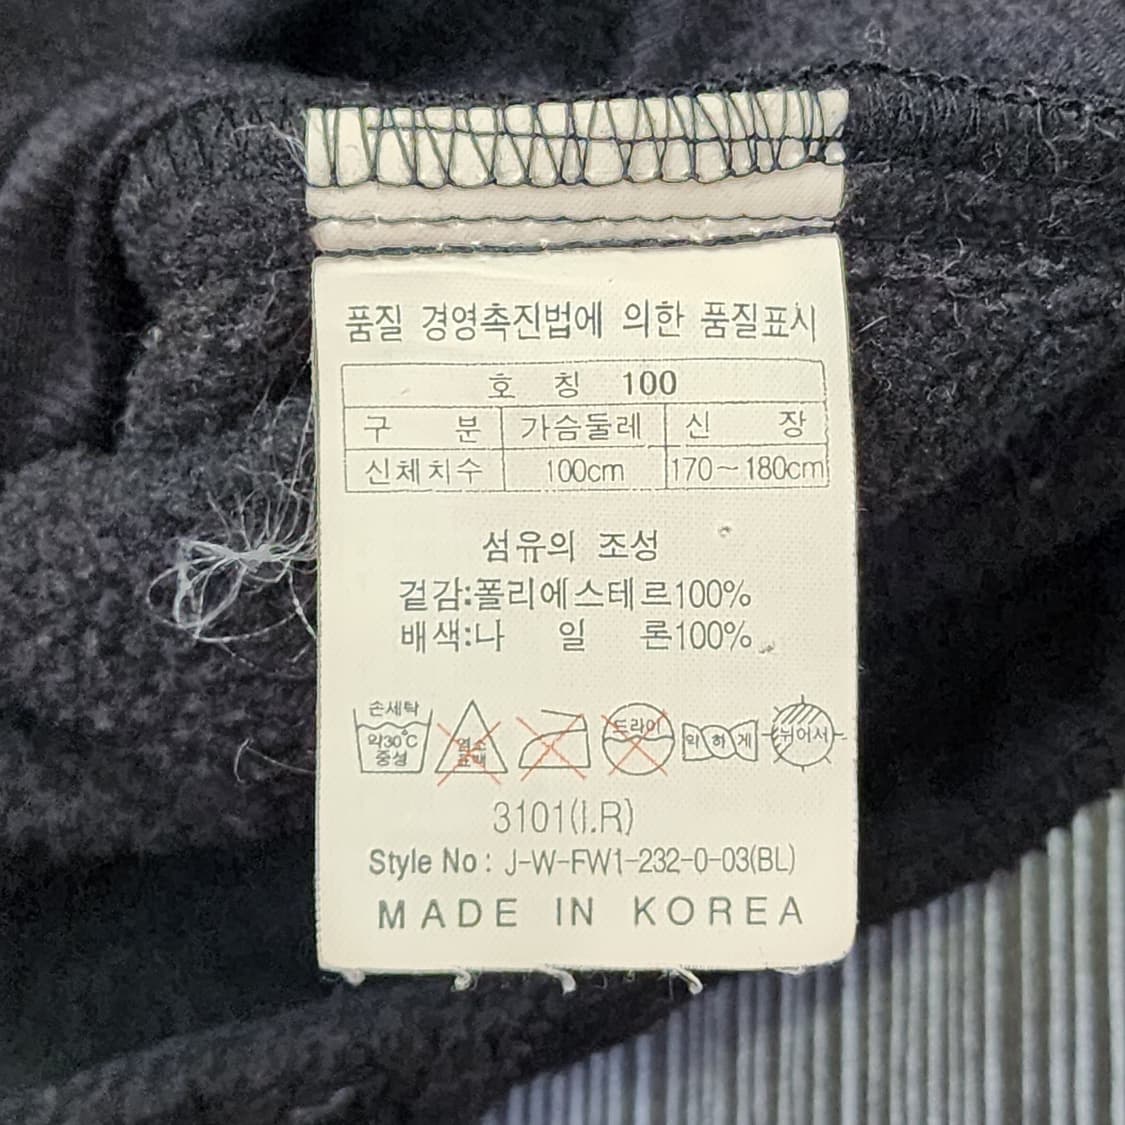 품질 경영촉진법에 의한 품질표시
호 칭 100
구 분 가슴둘레 신 장
신체치수 100cm 170~180cm
섬유의 조성
겉감:폴리에스테르100%
배색:나 일 론100%
손세탁
약30℃
중성
염소
표백
드라이
약하게
뉘어서
3101(I.R)
Style No: J-W-FW1-232-0-03(BL)
MADE IN KOREA